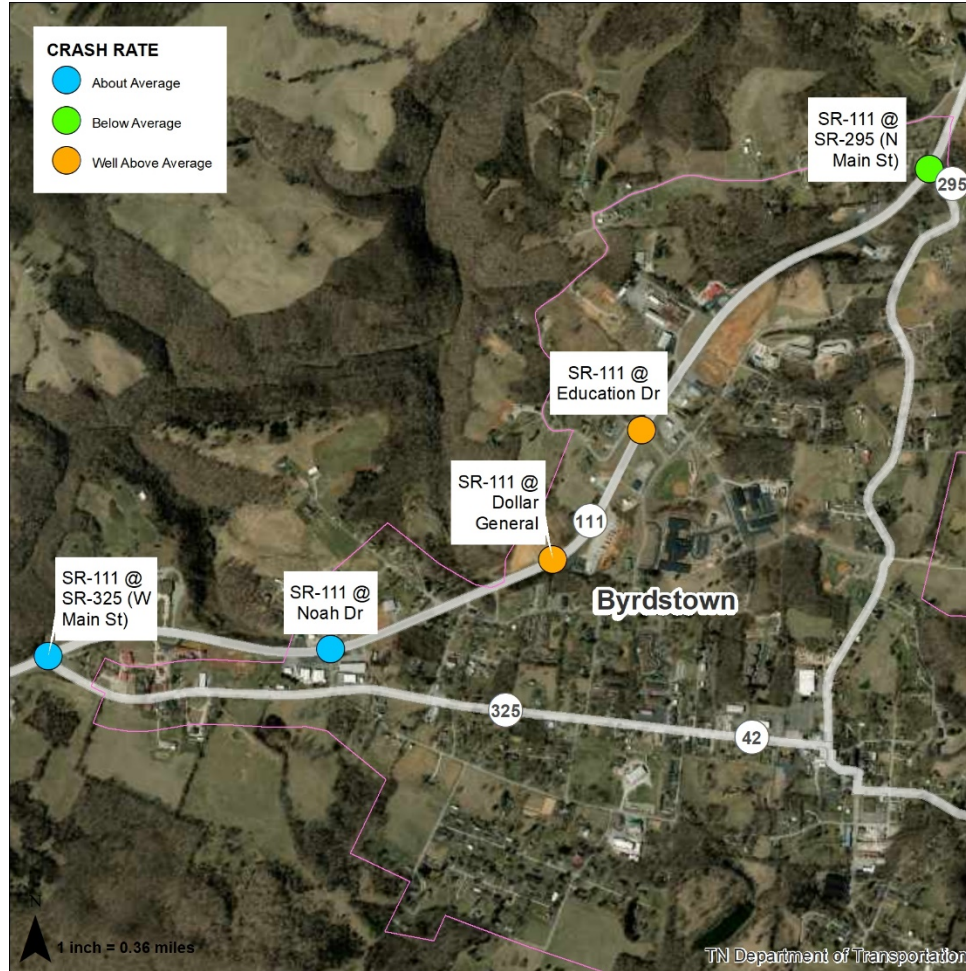 CRASH RATE
About Average
Below Average
Well Above Average
SR-111 @
SR-295 (N
Main St)
295
SR-111 @
Education Dr
SR-111 @
Dollar
General
111
SR-111 @
SR-325 (W
Main St)
SR-111 @
Noah Dr
Byrdstown
325
42
N
1 inch = 0.36 miles
TN Department of Transportation